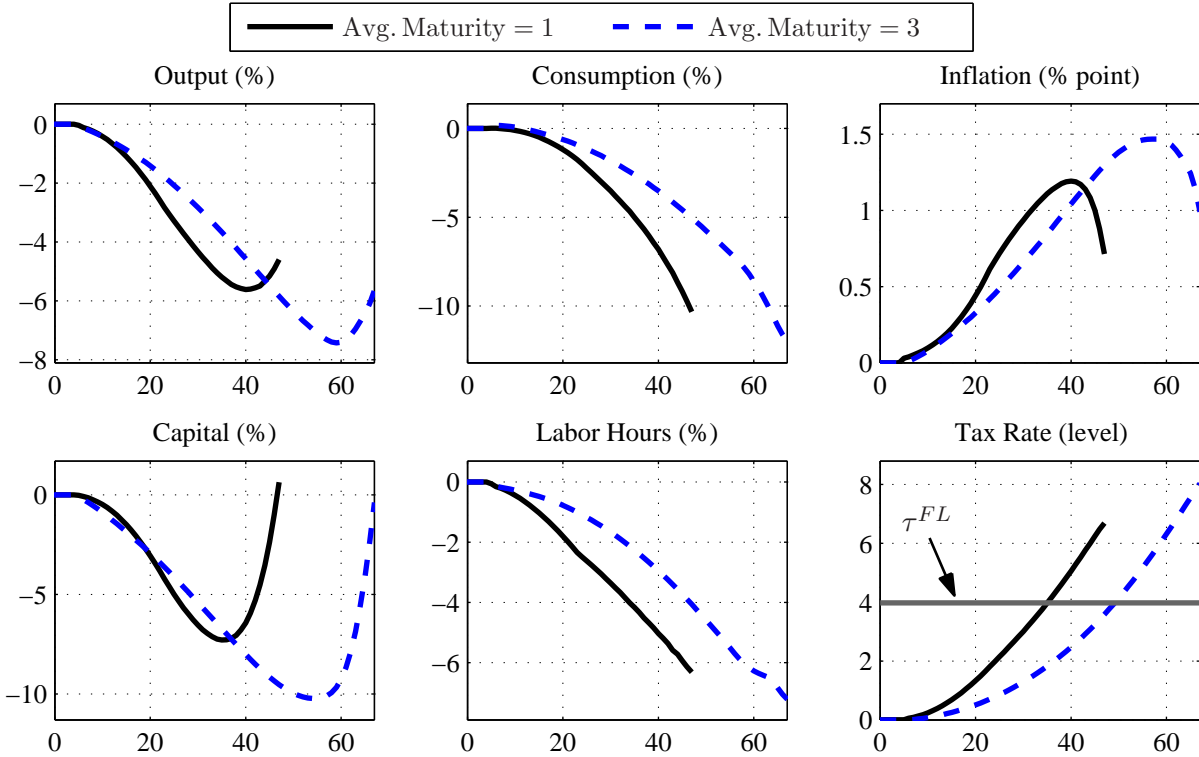 Avg. Maturity = 1 Avg. Maturity = 3
Output (%) Consumption (%) Inflation (% point)
0 0 1.5
−2 −5 1
−4 −10 0.5
−6 0
−8
0 20 40 60 0 20 40 60 0 20 40 60
Capital (%) Labor Hours (%) Tax Rate (level)
0 0 8
−5 −2 6
−10 −4 4
−6 2
0
τ^{FL}
0 20 40 60 0 20 40 60 0 20 40 60